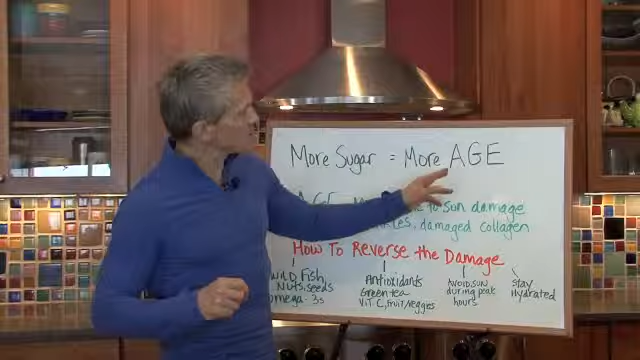 More Sugar = More AGE
to sun damage
damaged collagen
How To Reverse the Damage
Wild Fish
Nuts, seeds
Omega-3s
Antioxidants
Green tea
Vit C, Fruit/Veggies
Avoid sun
during peak
hours
Stay
Hydrated